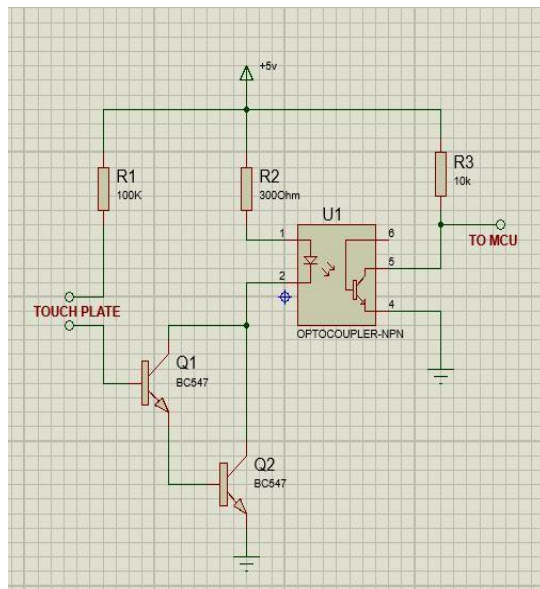 +5v
R1
100K
R2
300Ohm
R3
10k
U1
1
2
6
5
4
TO MCU
OPTOCOUPLER-NPN
TOUCH PLATE
Q1
BC547
Q2
BC547